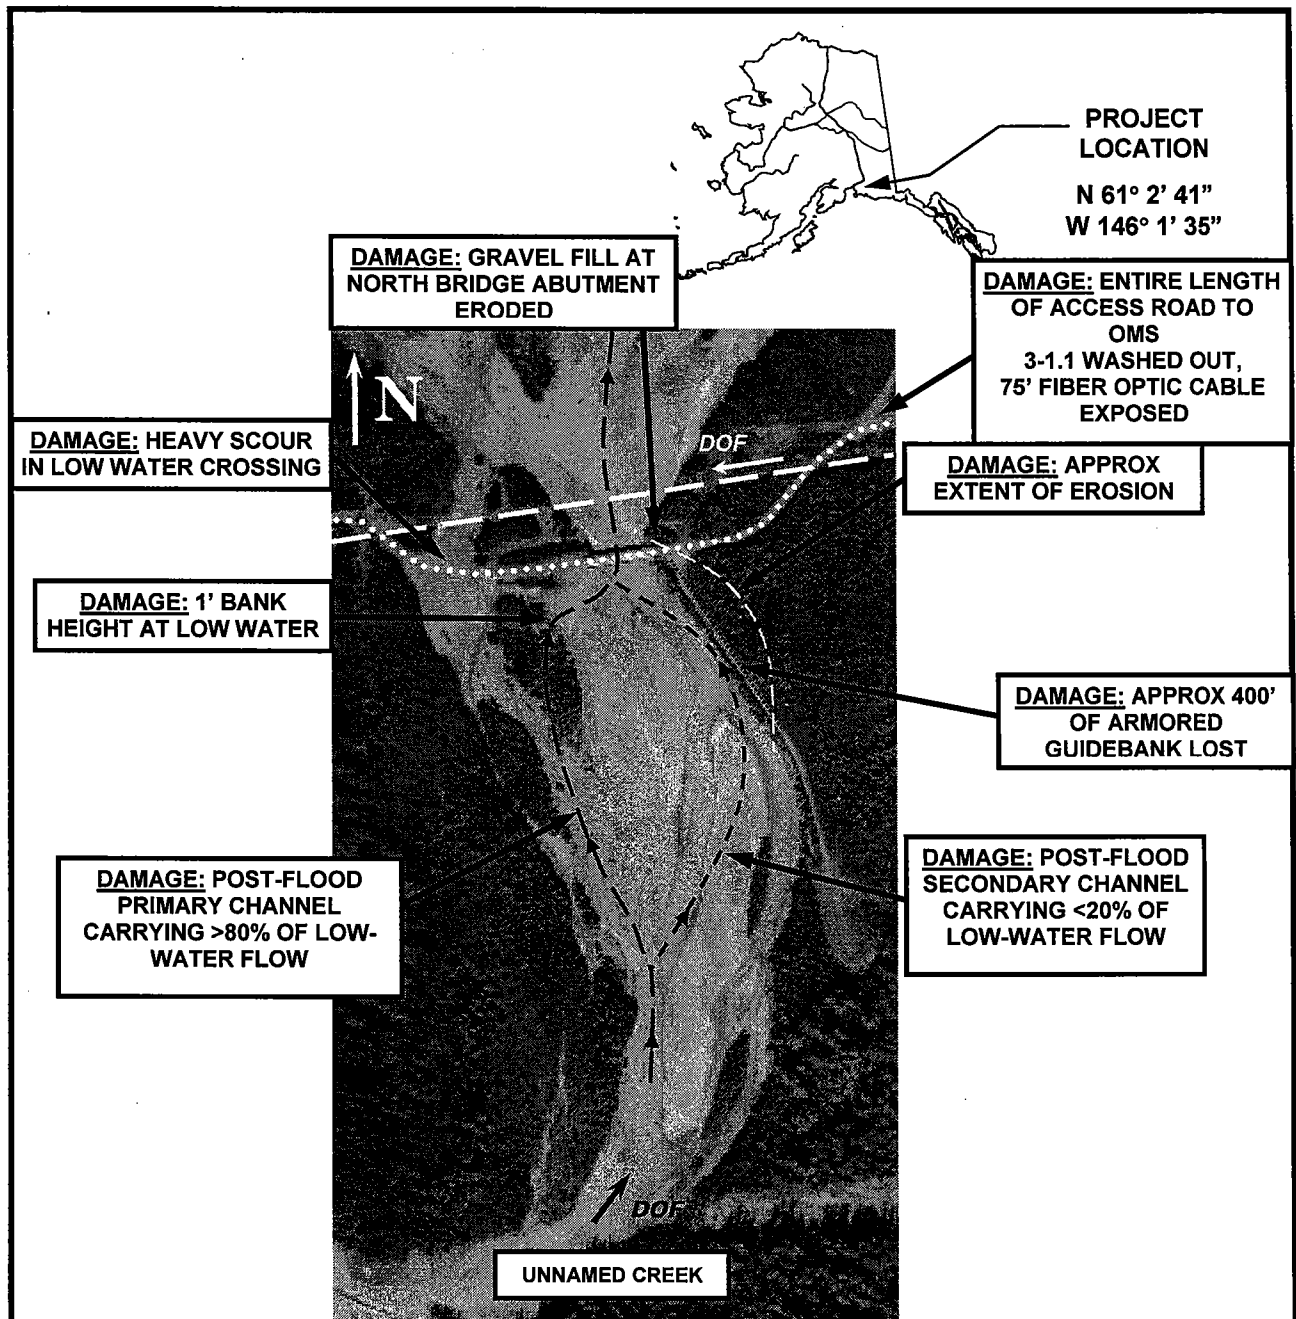 PROJECT
LOCATION
N 61° 2' 41"
W 146° 1' 35"
DAMAGE: GRAVEL FILL AT
NORTH BRIDGE ABUTMENT
ERODED
DAMAGE: ENTIRE LENGTH
OF ACCESS ROAD TO
OMS
3-1.1 WASHED OUT,
75' FIBER OPTIC CABLE
EXPOSED
N
DAMAGE: HEAVY SCOUR
IN LOW WATER CROSSING
DOF
DAMAGE: APPROX
EXTENT OF EROSION
DAMAGE: 1' BANK
HEIGHT AT LOW WATER
DAMAGE: APPROX 400'
OF ARMORED
GUIDEBANK LOST
DAMAGE: POST-FLOOD
PRIMARY CHANNEL
CARRYING >80% OF LOW-
WATER FLOW
DAMAGE: POST-FLOOD
SECONDARY CHANNEL
CARRYING <20% OF
LOW-WATER FLOW
DOF
UNNAMED CREEK